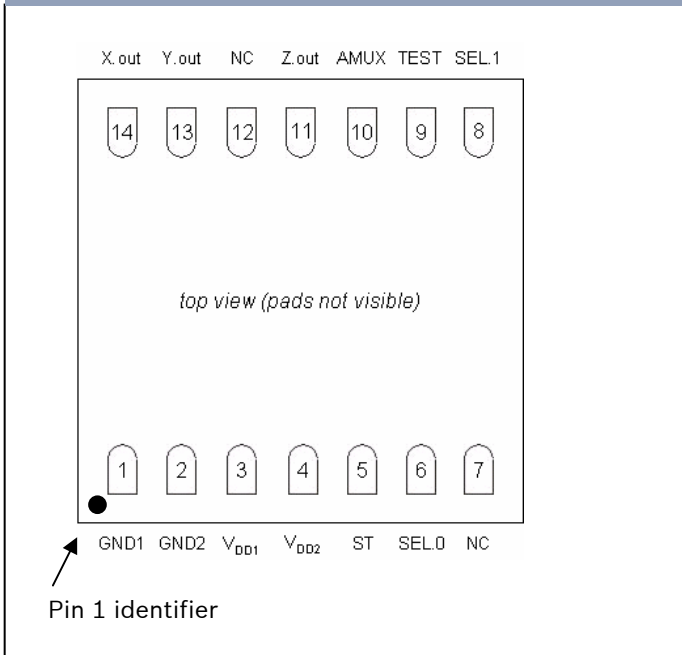 X.out Y.out NC Z.out AMUX TEST SEL.1
14 13 12 11 10 9 8
top view (pads not visible)
1 2 3 4 5 6 7
GND1 GND2 VDD1 VDD2 ST SEL.0 NC
Pin 1 identifier